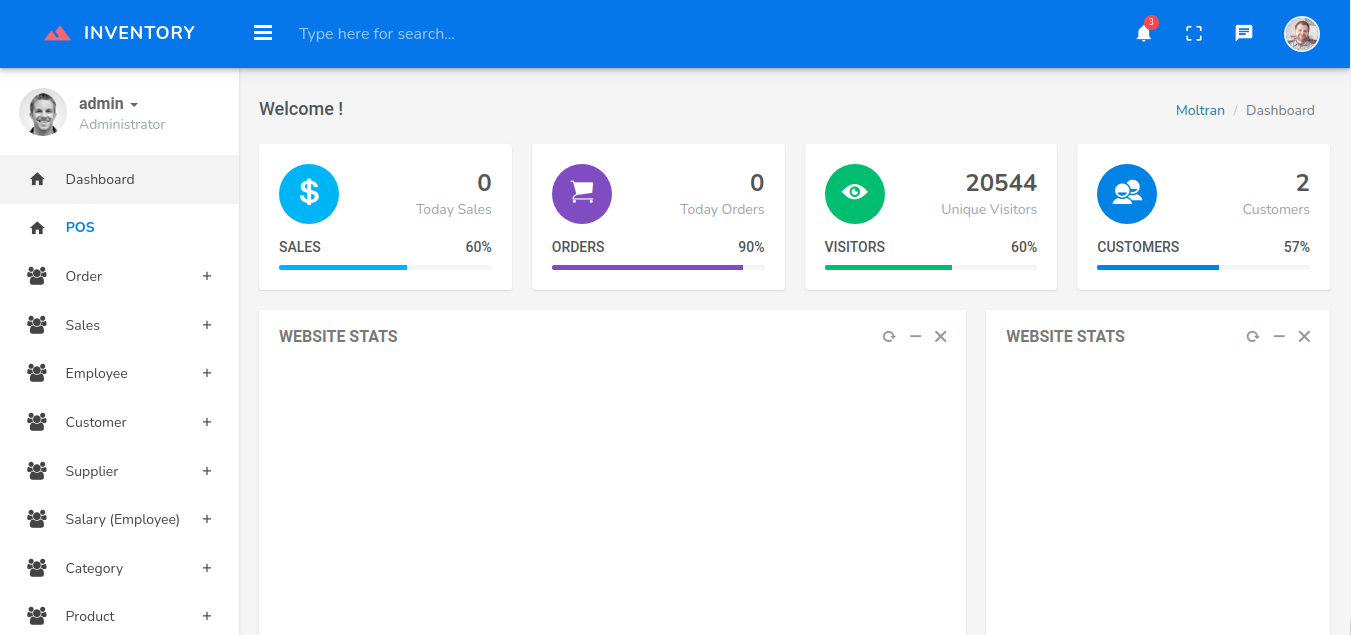 INVENTORY
Type here for search...
3
admin
Administrator
Dashboard
POS
Order +
Sales +
Employee +
Customer +
Supplier +
Salary (Employee) +
Category +
Product +
Welcome !
Moltran / Dashboard
$
0
Today Sales
SALES 60%
0
Today Orders
ORDERS 90%
20544
Unique Visitors
VISITORS 60%
2
Customers
CUSTOMERS 57%
WEBSITE STATS
WEBSITE STATS